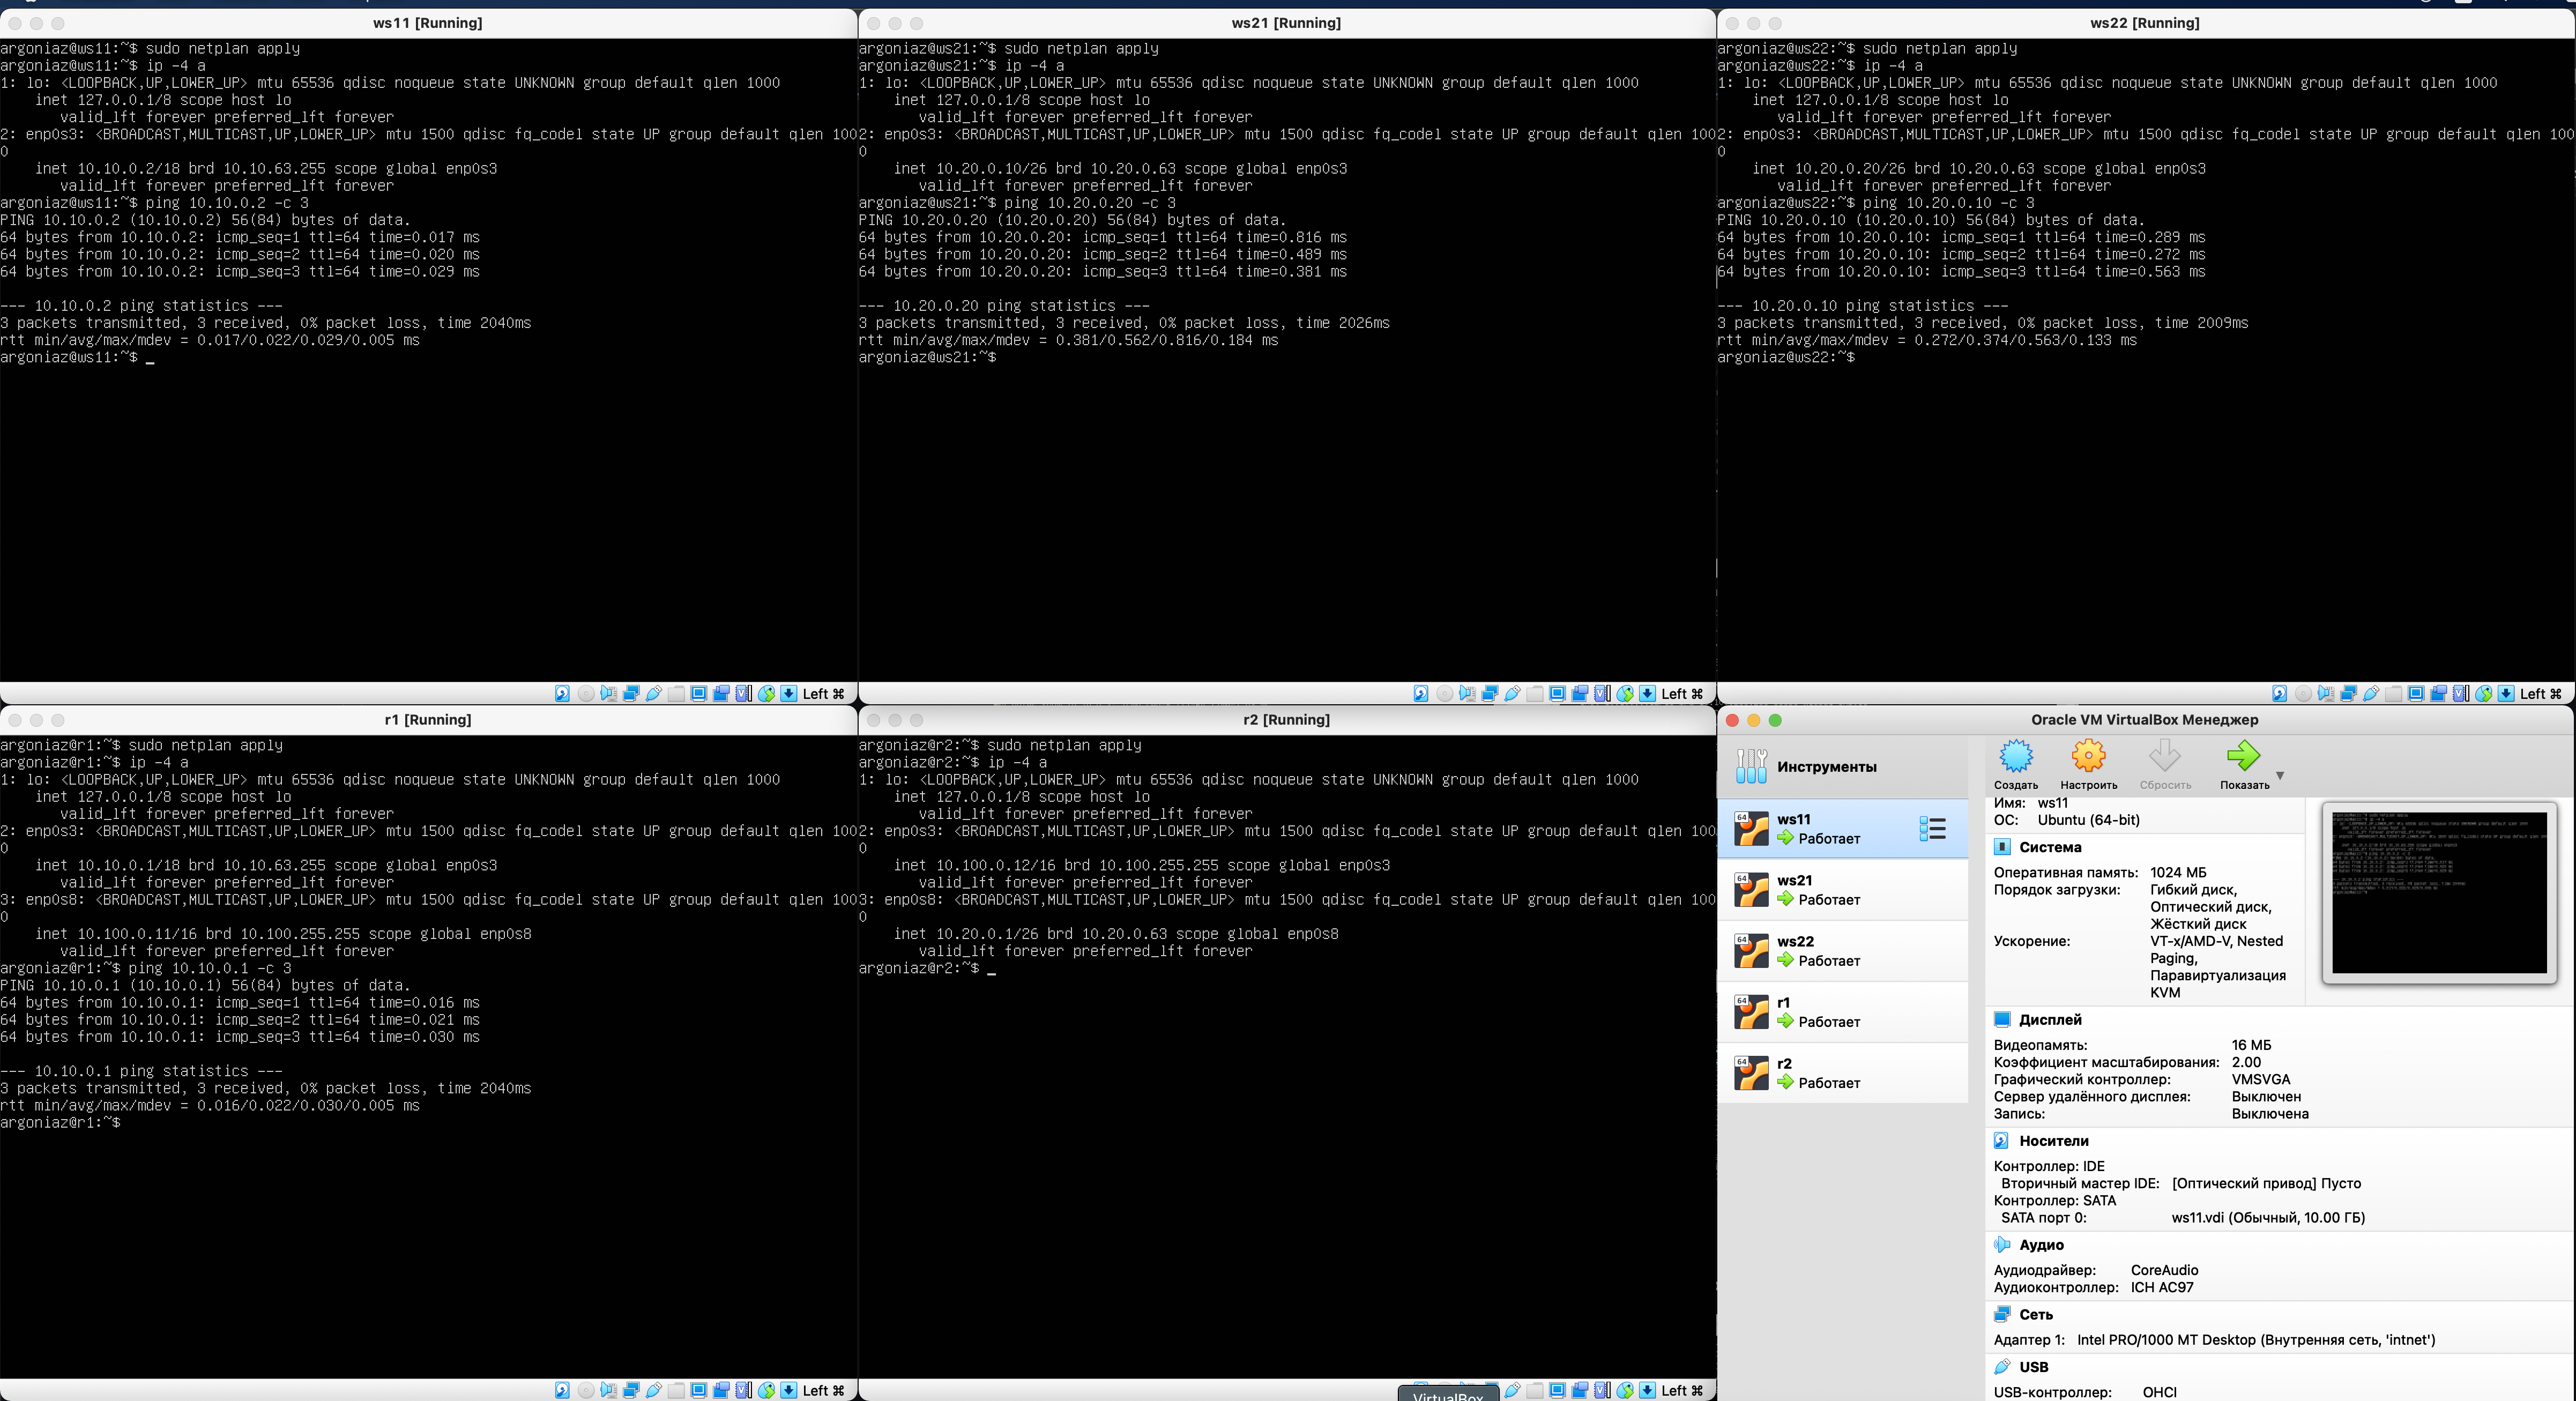 ws11 [Running]
argoniaz@ws11:~$ sudo netplan apply
argoniaz@ws11:~$ ip -4 a
1: lo: <LOOPBACK,UP,LOWER_UP> mtu 65536 qdisc noqueue state UNKNOWN group default qlen 1000
    inet 127.0.0.1/8 scope host lo
       valid_lft forever preferred_lft forever
2: enp0s3: <BROADCAST,MULTICAST,UP,LOWER_UP> mtu 1500 qdisc fq_codel state UP group default qlen 100
0
    inet 10.10.0.2/18 brd 10.10.63.255 scope global enp0s3
       valid_lft forever preferred_lft forever
argoniaz@ws11:~$ ping 10.10.0.2 -c 3
PING 10.10.0.2 (10.10.0.2) 56(84) bytes of data.
64 bytes from 10.10.0.2: icmp_seq=1 ttl=64 time=0.017 ms
64 bytes from 10.10.0.2: icmp_seq=2 ttl=64 time=0.020 ms
64 bytes from 10.10.0.2: icmp_seq=3 ttl=64 time=0.029 ms
--- 10.10.0.2 ping statistics ---
3 packets transmitted, 3 received, 0% packet loss, time 2040ms
rtt min/avg/max/mdev = 0.017/0.022/0.029/0.005 ms
argoniaz@ws11:~$ _
Left ⌘
ws21 [Running]
argoniaz@ws21:~$ sudo netplan apply
argoniaz@ws21:~$ ip -4 a
1: lo: <LOOPBACK,UP,LOWER_UP> mtu 65536 qdisc noqueue state UNKNOWN group default qlen 1000
    inet 127.0.0.1/8 scope host lo
       valid_lft forever preferred_lft forever
2: enp0s3: <BROADCAST,MULTICAST,UP,LOWER_UP> mtu 1500 qdisc fq_codel state UP group default qlen 100
0
    inet 10.20.0.10/26 brd 10.20.0.63 scope global enp0s3
       valid_lft forever preferred_lft forever
argoniaz@ws21:~$ ping 10.20.0.20 -c 3
PING 10.20.0.20 (10.20.0.20) 56(84) bytes of data.
64 bytes from 10.20.0.20: icmp_seq=1 ttl=64 time=0.816 ms
64 bytes from 10.20.0.20: icmp_seq=2 ttl=64 time=0.489 ms
64 bytes from 10.20.0.20: icmp_seq=3 ttl=64 time=0.381 ms
--- 10.20.0.20 ping statistics ---
3 packets transmitted, 3 received, 0% packet loss, time 2026ms
rtt min/avg/max/mdev = 0.381/0.562/0.816/0.184 ms
argoniaz@ws21:~$
Left ⌘
ws22 [Running]
argoniaz@ws22:~$ sudo netplan apply
argoniaz@ws22:~$ ip -4 a
1: lo: <LOOPBACK,UP,LOWER_UP> mtu 65536 qdisc noqueue state UNKNOWN group default qlen 1000
    inet 127.0.0.1/8 scope host lo
       valid_lft forever preferred_lft forever
2: enp0s3: <BROADCAST,MULTICAST,UP,LOWER_UP> mtu 1500 qdisc fq_codel state UP group default qlen 100
0
    inet 10.20.0.20/26 brd 10.20.0.63 scope global enp0s3
       valid_lft forever preferred_lft forever
argoniaz@ws22:~$ ping 10.20.0.10 -c 3
PING 10.20.0.10 (10.20.0.10) 56(84) bytes of data.
64 bytes from 10.20.0.10: icmp_seq=1 ttl=64 time=0.289 ms
64 bytes from 10.20.0.10: icmp_seq=2 ttl=64 time=0.272 ms
64 bytes from 10.20.0.10: icmp_seq=3 ttl=64 time=0.563 ms
--- 10.20.0.10 ping statistics ---
3 packets transmitted, 3 received, 0% packet loss, time 2009ms
rtt min/avg/max/mdev = 0.272/0.374/0.563/0.133 ms
argoniaz@ws22:~$
Left ⌘
r1 [Running]
argoniaz@r1:~$ sudo netplan apply
argoniaz@r1:~$ ip -4 a
1: lo: <LOOPBACK,UP,LOWER_UP> mtu 65536 qdisc noqueue state UNKNOWN group default qlen 1000
    inet 127.0.0.1/8 scope host lo
       valid_lft forever preferred_lft forever
2: enp0s3: <BROADCAST,MULTICAST,UP,LOWER_UP> mtu 1500 qdisc fq_codel state UP group default qlen 100
0
    inet 10.10.0.1/18 brd 10.10.63.255 scope global enp0s3
       valid_lft forever preferred_lft forever
3: enp0s8: <BROADCAST,MULTICAST,UP,LOWER_UP> mtu 1500 qdisc fq_codel state UP group default qlen 100
0
    inet 10.100.0.11/16 brd 10.100.255.255 scope global enp0s8
       valid_lft forever preferred_lft forever
argoniaz@r1:~$ ping 10.10.0.1 -c 3
PING 10.10.0.1 (10.10.0.1) 56(84) bytes of data.
64 bytes from 10.10.0.1: icmp_seq=1 ttl=64 time=0.016 ms
64 bytes from 10.10.0.1: icmp_seq=2 ttl=64 time=0.021 ms
64 bytes from 10.10.0.1: icmp_seq=3 ttl=64 time=0.030 ms
--- 10.10.0.1 ping statistics ---
3 packets transmitted, 3 received, 0% packet loss, time 2040ms
rtt min/avg/max/mdev = 0.016/0.022/0.030/0.005 ms
argoniaz@r1:~$
Left ⌘
r2 [Running]
argoniaz@r2:~$ sudo netplan apply
argoniaz@r2:~$ ip -4 a
1: lo: <LOOPBACK,UP,LOWER_UP> mtu 65536 qdisc noqueue state UNKNOWN group default qlen 1000
    inet 127.0.0.1/8 scope host lo
       valid_lft forever preferred_lft forever
2: enp0s3: <BROADCAST,MULTICAST,UP,LOWER_UP> mtu 1500 qdisc fq_codel state UP group default qlen 100
0
    inet 10.100.0.12/16 brd 10.100.255.255 scope global enp0s3
       valid_lft forever preferred_lft forever
3: enp0s8: <BROADCAST,MULTICAST,UP,LOWER_UP> mtu 1500 qdisc fq_codel state UP group default qlen 100
0
    inet 10.20.0.1/26 brd 10.20.0.63 scope global enp0s8
       valid_lft forever preferred_lft forever
argoniaz@r2:~$ _
VirtualBox
Left ⌘
Oracle VM VirtualBox Менеджер
Инструменты
Создать Настроить Сбросить Показать
64 ws11
Работает
64 ws21
Работает
64 ws22
Работает
64 r1
Работает
64 r2
Работает
Имя: ws11
ОС: Ubuntu (64-bit)
Система
Оперативная память: 1024 МБ
Порядок загрузки: Гибкий диск,
Оптический диск,
Жёсткий диск
Ускорение: VT-x/AMD-V, Nested
Paging,
Паравиртуализация
KVM
Дисплей
Видеопамять: 16 МБ
Коэффициент масштабирования: 2.00
Графический контроллер: VMSVGA
Сервер удалённого дисплея: Выключен
Запись: Выключена
Носители
Контроллер: IDE
Вторичный мастер IDE: [Оптический привод] Пусто
Контроллер: SATA
SATA порт 0: ws11.vdi (Обычный, 10.00 ГБ)
Аудио
Аудиодрайвер: CoreAudio
Аудиоконтроллер: ICH AC97
Сеть
Адаптер 1: Intel PRO/1000 MT Desktop (Внутренняя сеть, 'intnet')
USB
USB-контроллер: OHCI